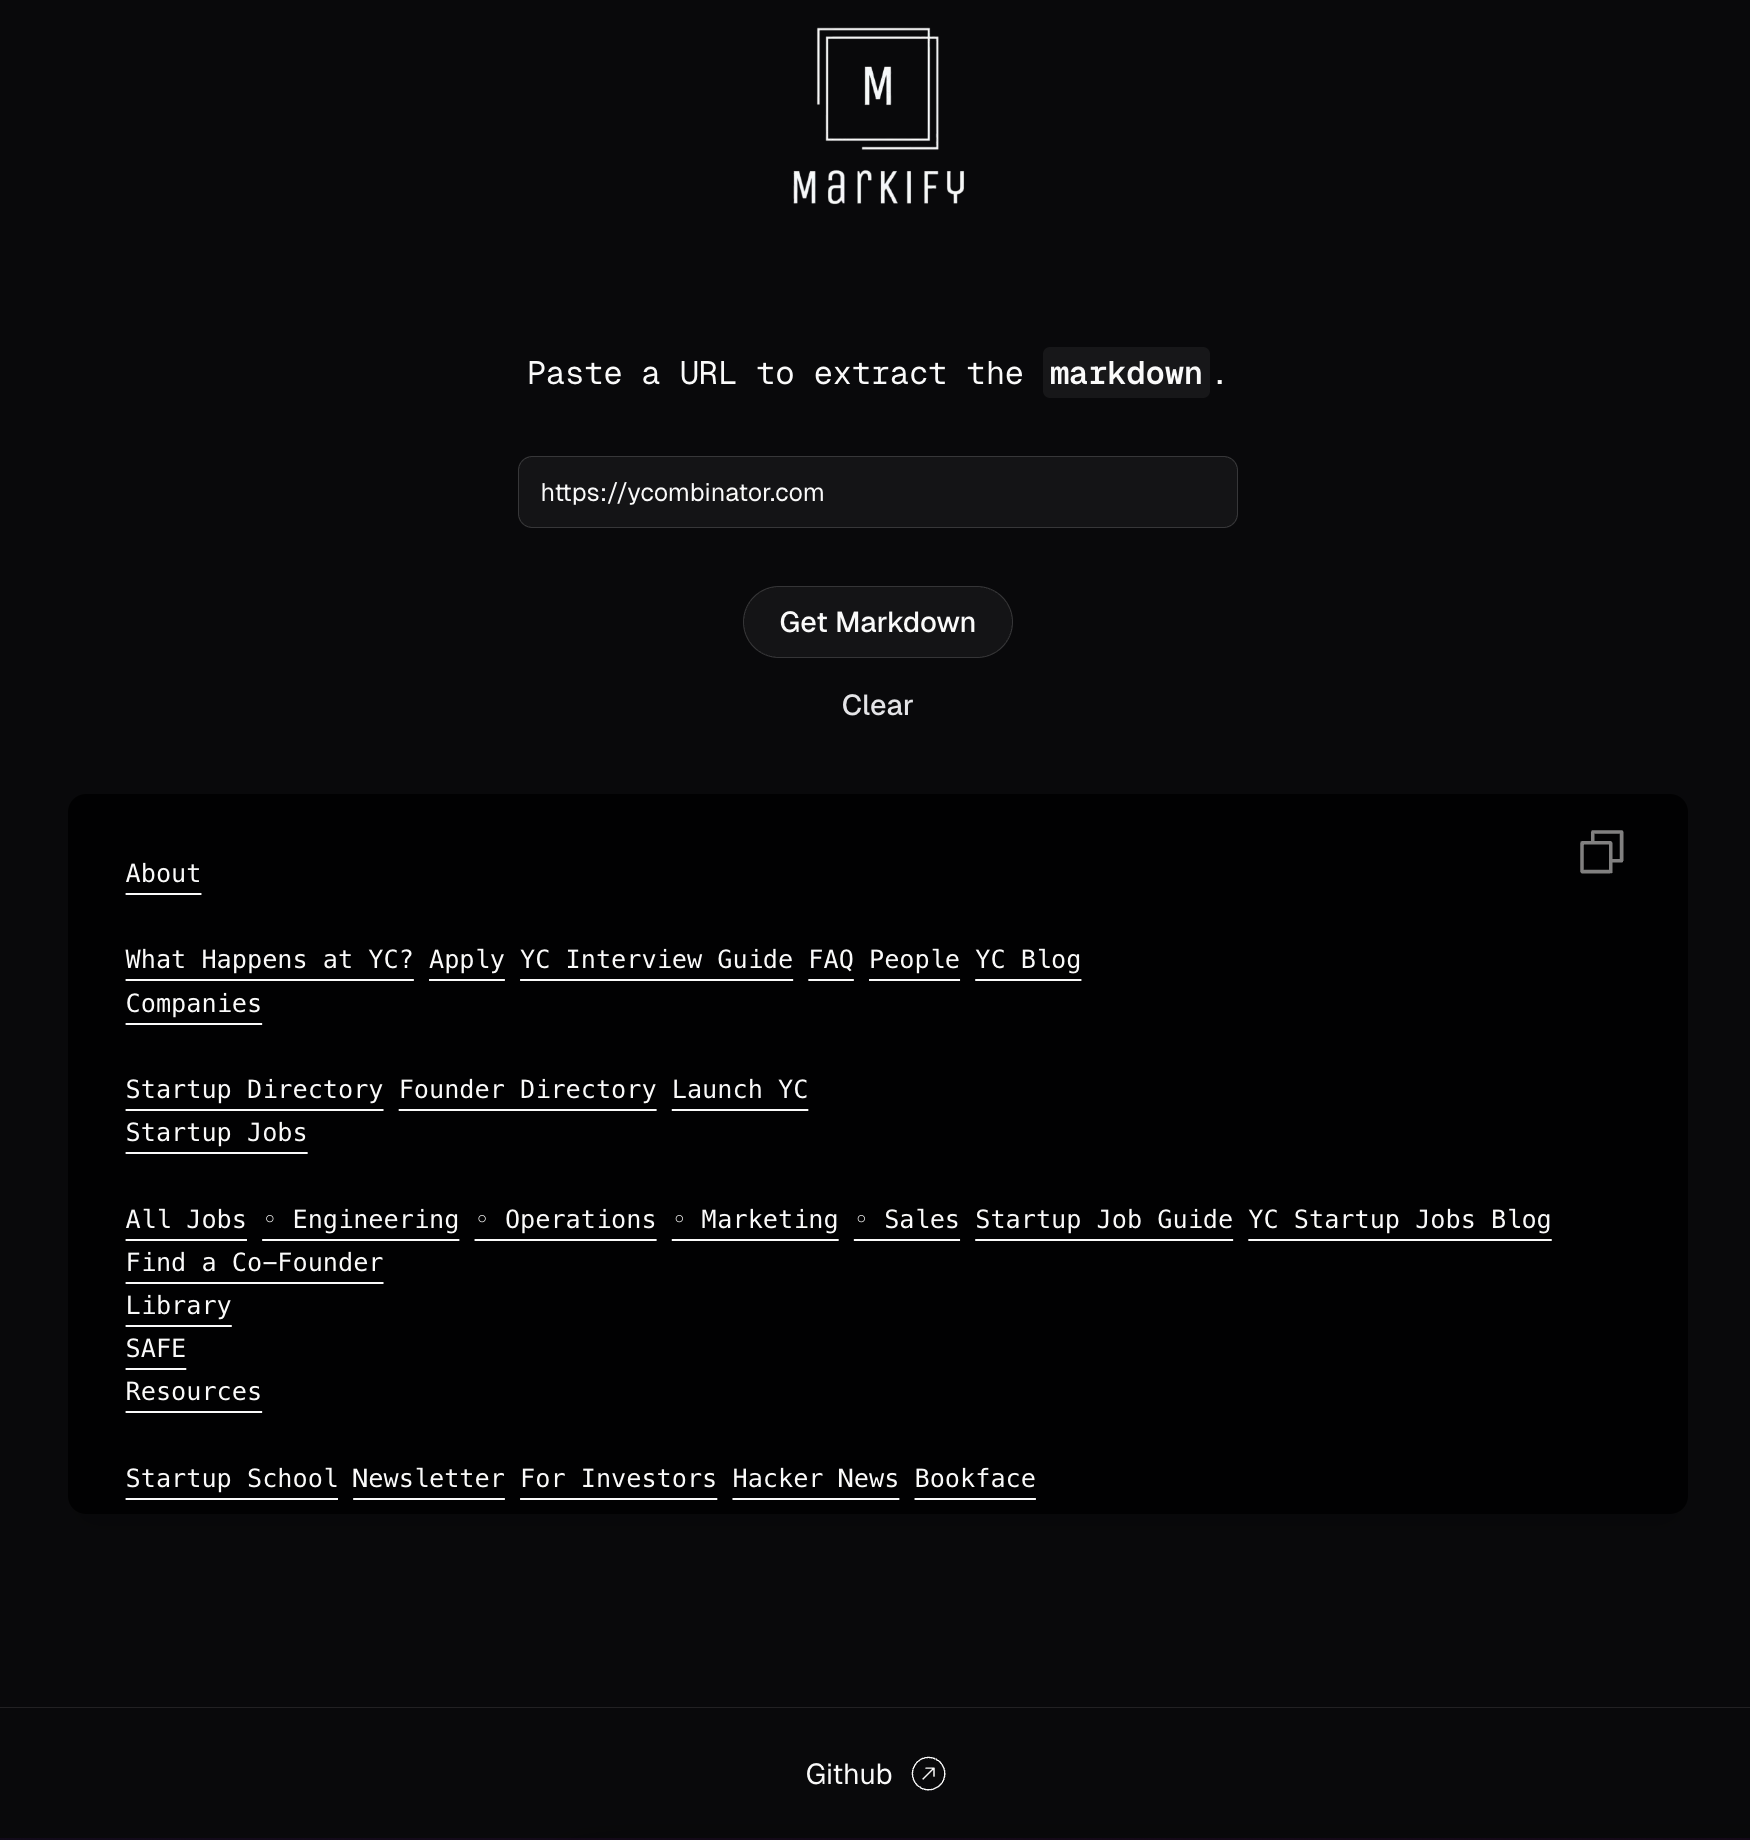 M
MarKIFY
Paste a URL to extract the markdown.
https://ycombinator.com
Get Markdown
Clear
About
What Happens at YC? Apply YC Interview Guide FAQ People YC Blog
Companies
Startup Directory Founder Directory Launch YC
Startup Jobs
All Jobs ◦ Engineering ◦ Operations ◦ Marketing ◦ Sales Startup Job Guide YC Startup Jobs Blog
Find a Co-Founder
Library
SAFE
Resources
Startup School Newsletter For Investors Hacker News Bookface
Github